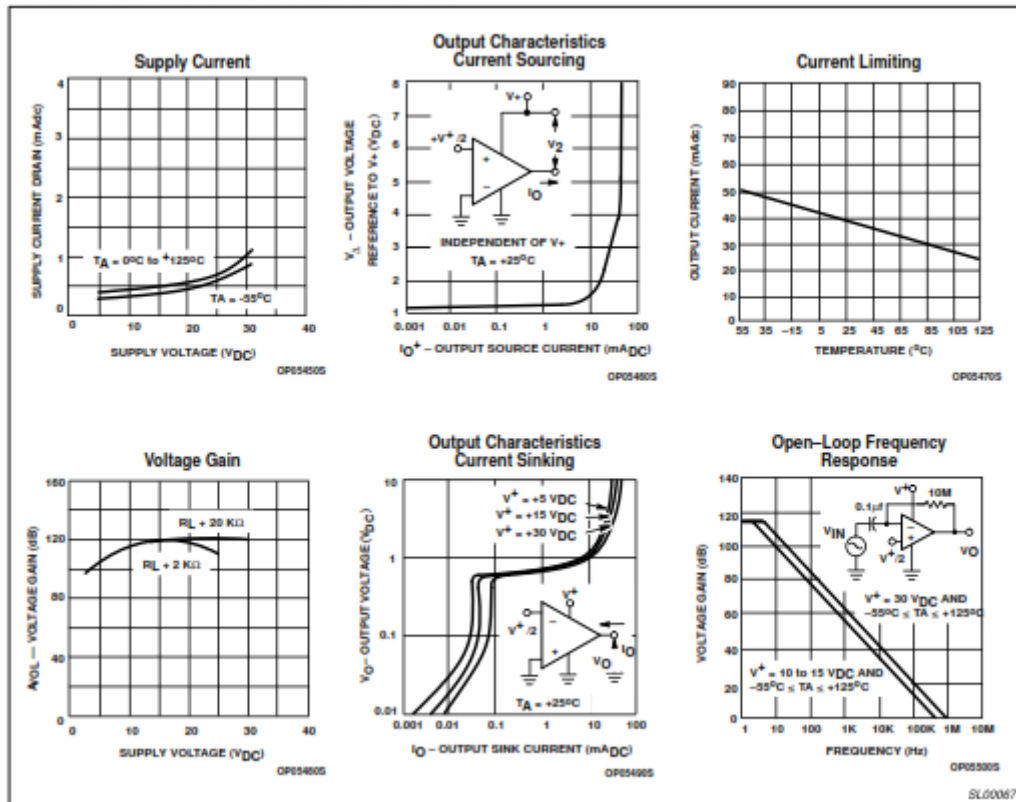 Supply Current
SUPPLY CURRENT DRAIN (mAdc)
4
3
2
1
0
TA = 0°C to +125°C
TA = -55°C
0 10 20 30 40
SUPPLY VOLTAGE (VDC)
OP05450S
Output Characteristics
Current Sourcing
V∆ – OUTPUT VOLTAGE
REFERENCE TO V+ (VDC)
8
7
6
5
4
3
2
1
V+
+V+/2
+
–
V2
IO
INDEPENDENT OF V+
TA = +25°C
0.001 0.01 0.1 1 10 100
IO+ – OUTPUT SOURCE CURRENT (mADC)
OP05460S
Current Limiting
OUTPUT CURRENT (mAdc)
90
80
70
60
50
40
30
20
10
0
55 35 –15 5 25 45 65 85 105 125
TEMPERATURE (°C)
OP05470S
Voltage Gain
AVOL — VOLTAGE GAIN (dB)
160
120
80
40
0
RL + 20 KΩ
RL + 2 KΩ
0 10 20 30 40
SUPPLY VOLTAGE (VDC)
OP05480S
Output Characteristics
Current Sinking
VO– OUTPUT VOLTAGE (VDC)
10
1
0.1
0.01
V+ = +5 VDC
V+ = +15 VDC
V+ = +30 VDC
V+
V+/2
–
+
VO
IO
TA = +25°C
0.001 0.01 0.1 1 10 100
IO – OUTPUT SINK CURRENT (mADC)
OP05490S
Open–Loop Frequency
Response
VOLTAGE GAIN (dB)
140
120
100
80
60
40
20
0
V+
10M
0.1µf
VIN
–
+
V+/2
VO
V+ = 30 VDC AND
–55°C ≤ TA ≤ +125°C
V+ = 10 to 15 VDC AND
–55°C ≤ TA ≤ +125°C
1 10 100 1K 10K 100K 1M 10M
FREQUENCY (Hz)
OP05500S
SL00067